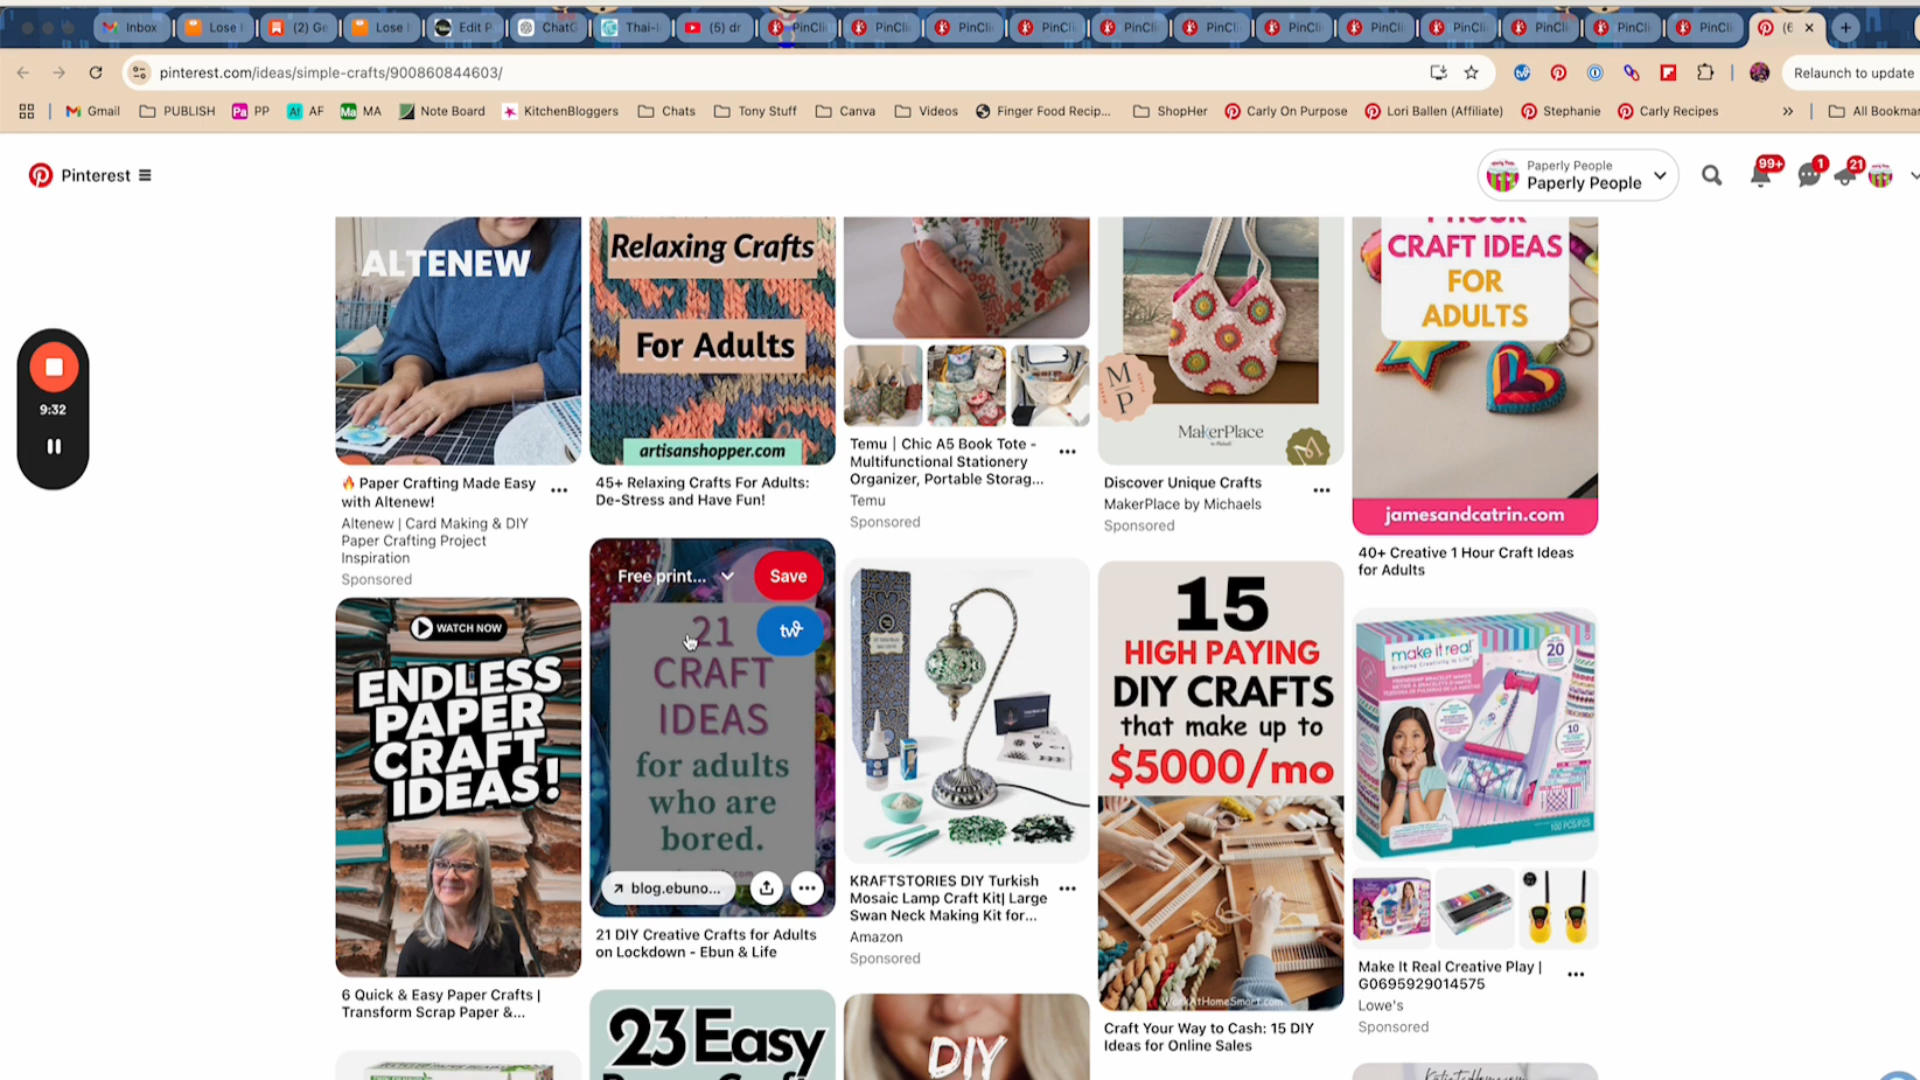 Inbox
Lose
(2) Ge
Lose
Edit P
ChatG
Thai-
(5) dr
PinCli
PinCli
PinCli
PinCli
PinCli
PinCli
PinCli
PinCli
PinCli
PinCli
PinCli
PinCli
(6
pinterest.com/ideas/simple-crafts/900860844603/
Relaunch to update
Gmail
PUBLISH
PP
AF
MA
Note Board
KitchenBloggers
Chats
Tony Stuff
Canva
Videos
Finger Food Recip...
ShopHer
Carly On Purpose
Lori Ballen (Affiliate)
Stephanie
Carly Recipes
All Bookmar
Pinterest
Paperly People
Paperly People
99+
1
21
9:32
ALTENEW
🔥 Paper Crafting Made Easy
with Altenew!
Altenew | Card Making & DIY
Paper Crafting Project
Inspiration
Sponsored
WATCH NOW
ENDLESS
PAPER
CRAFT
IDEAS!
6 Quick & Easy Paper Crafts |
Transform Scrap Paper &...
Relaxing Crafts
For Adults
artisanshopper.com
45+ Relaxing Crafts For Adults:
De-Stress and Have Fun!
Free print...
Save
21
CRAFT
IDEAS
for adults
who are
bored.
blog.ebuno...
21 DIY Creative Crafts for Adults
on Lockdown - Ebun & Life
23 Easy
Temu | Chic A5 Book Tote -
Multifunctional Stationery
Organizer, Portable Storag...
Temu
Sponsored
KRAFTSTORIES DIY Turkish
Mosaic Lamp Craft Kit| Large
Swan Neck Making Kit for...
Amazon
Sponsored
DIY
M
P
MakerPlace
Discover Unique Crafts
MakerPlace by Michaels
Sponsored
15
HIGH PAYING
DIY CRAFTS
that make up to
$5000/mo
WorkAtHomeSmart.com
Craft Your Way to Cash: 15 DIY
Ideas for Online Sales
1 HOUR
CRAFT IDEAS
FOR
ADULTS
jamesandcatrin.com
40+ Creative 1 Hour Craft Ideas
for Adults
make it real
20
10
Make It Real Creative Play |
G0695929014575
Lowe's
Sponsored